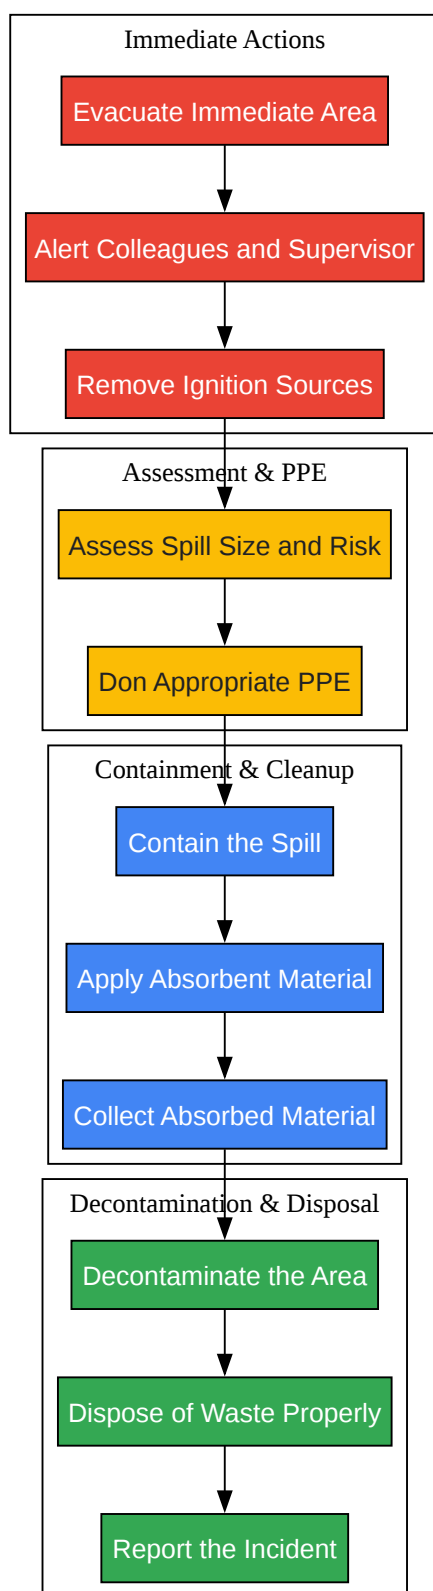 Immediate Actions
Evacuate Immediate Area
Alert Colleagues and Supervisor
Remove Ignition Sources
Assessment & PPE
Assess Spill Size and Risk
Don Appropriate PPE
Containment & Cleanup
Contain the Spill
Apply Absorbent Material
Collect Absorbed Material
Decontamination & Disposal
Decontaminate the Area
Dispose of Waste Properly
Report the Incident